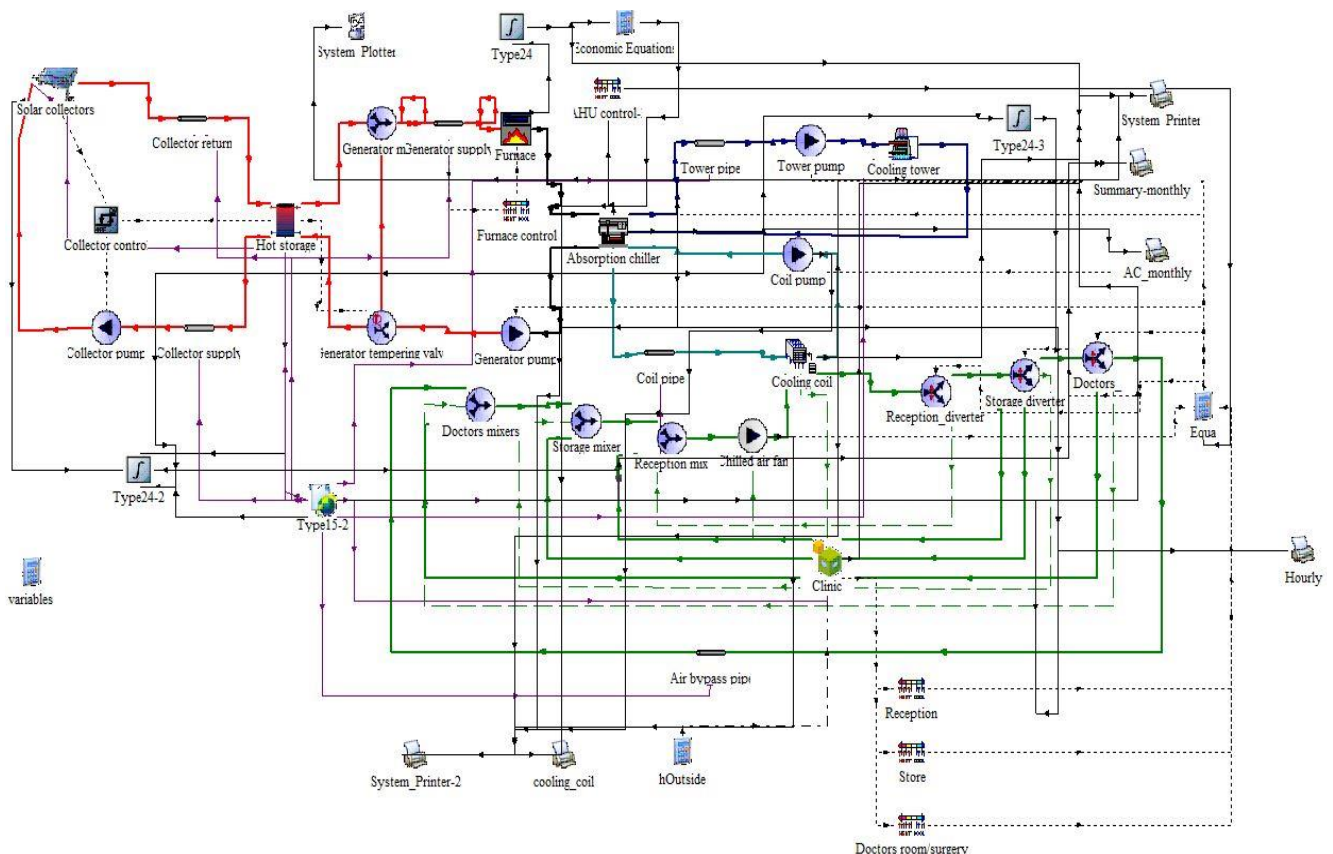 System_Plotter
Type24
Economic Equations
Solar collectors
AHU control-
System_Printer
Collector return
Generator m
Generator supply
Furnace
Type24-3
Tower pipe
Tower pump
Cooling tower
Summary-monthly
Furnace control
Collector contro
Hot storage
Absorption chiller
AC_monthly
Coil pump
Collector pump
Collector supply
Generator tempering valv
Generator pump
Coil pipe
Cooling coil
Reception_diverter
Storage diverter
Doctors_
Doctors mixers
Storage mixer
Reception mix
Chilled air fan
Equa
Type24-2
Type15-2
Clinic
Hourly
variables
Air bypass pipe
Reception
System_Printer-2
cooling_coil
hOutside
Store
Doctors room/surgery